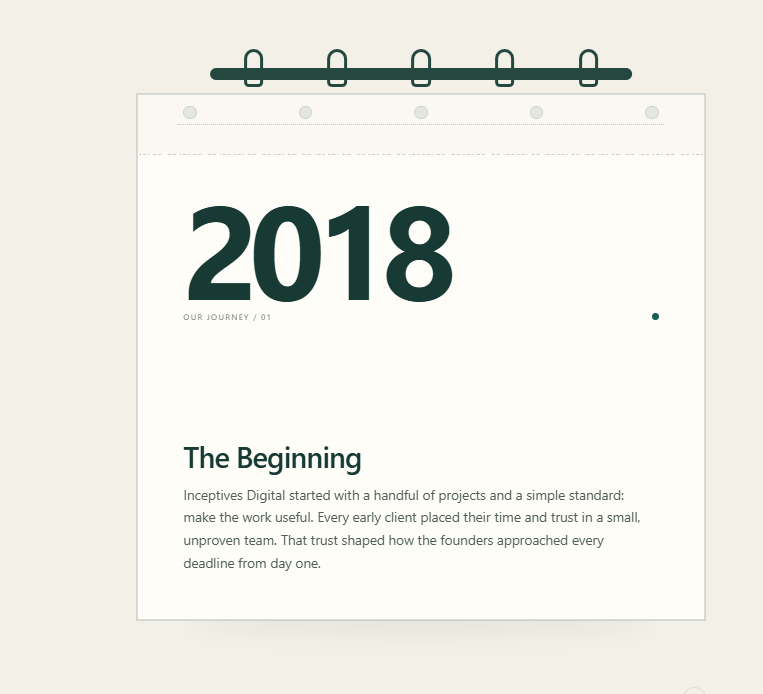 2018
OUR JOURNEY / 01
The Beginning
Inceptives Digital started with a handful of projects and a simple standard:
make the work useful. Every early client placed their time and trust in a small,
unproven team. That trust shaped how the founders approached every
deadline from day one.